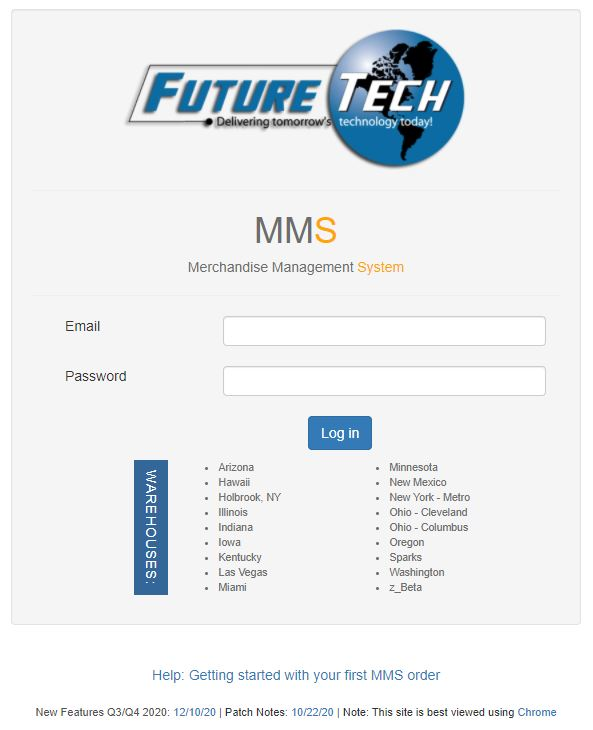 FUTURE TECH
Delivering tomorrow's technology today!
MMS
Merchandise Management System
Email
Password
Log in
WAREHOUSES:
• Arizona
• Hawaii
• Holbrook, NY
• Illinois
• Indiana
• Iowa
• Kentucky
• Las Vegas
• Miami
• Minnesota
• New Mexico
• New York - Metro
• Ohio - Cleveland
• Ohio - Columbus
• Oregon
• Sparks
• Washington
• z_Beta
Help: Getting started with your first MMS order
New Features Q3/Q4 2020: 12/10/20 | Patch Notes: 10/22/20 | Note: This site is best viewed using Chrome